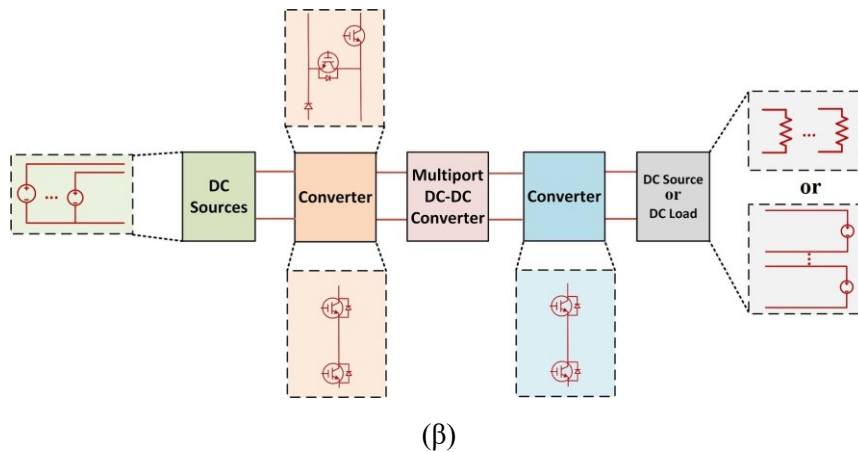 DC
Sources
Converter
Multiport
DC-DC
Converter
Converter
DC Source
or
DC Load
...
...
or
(β)